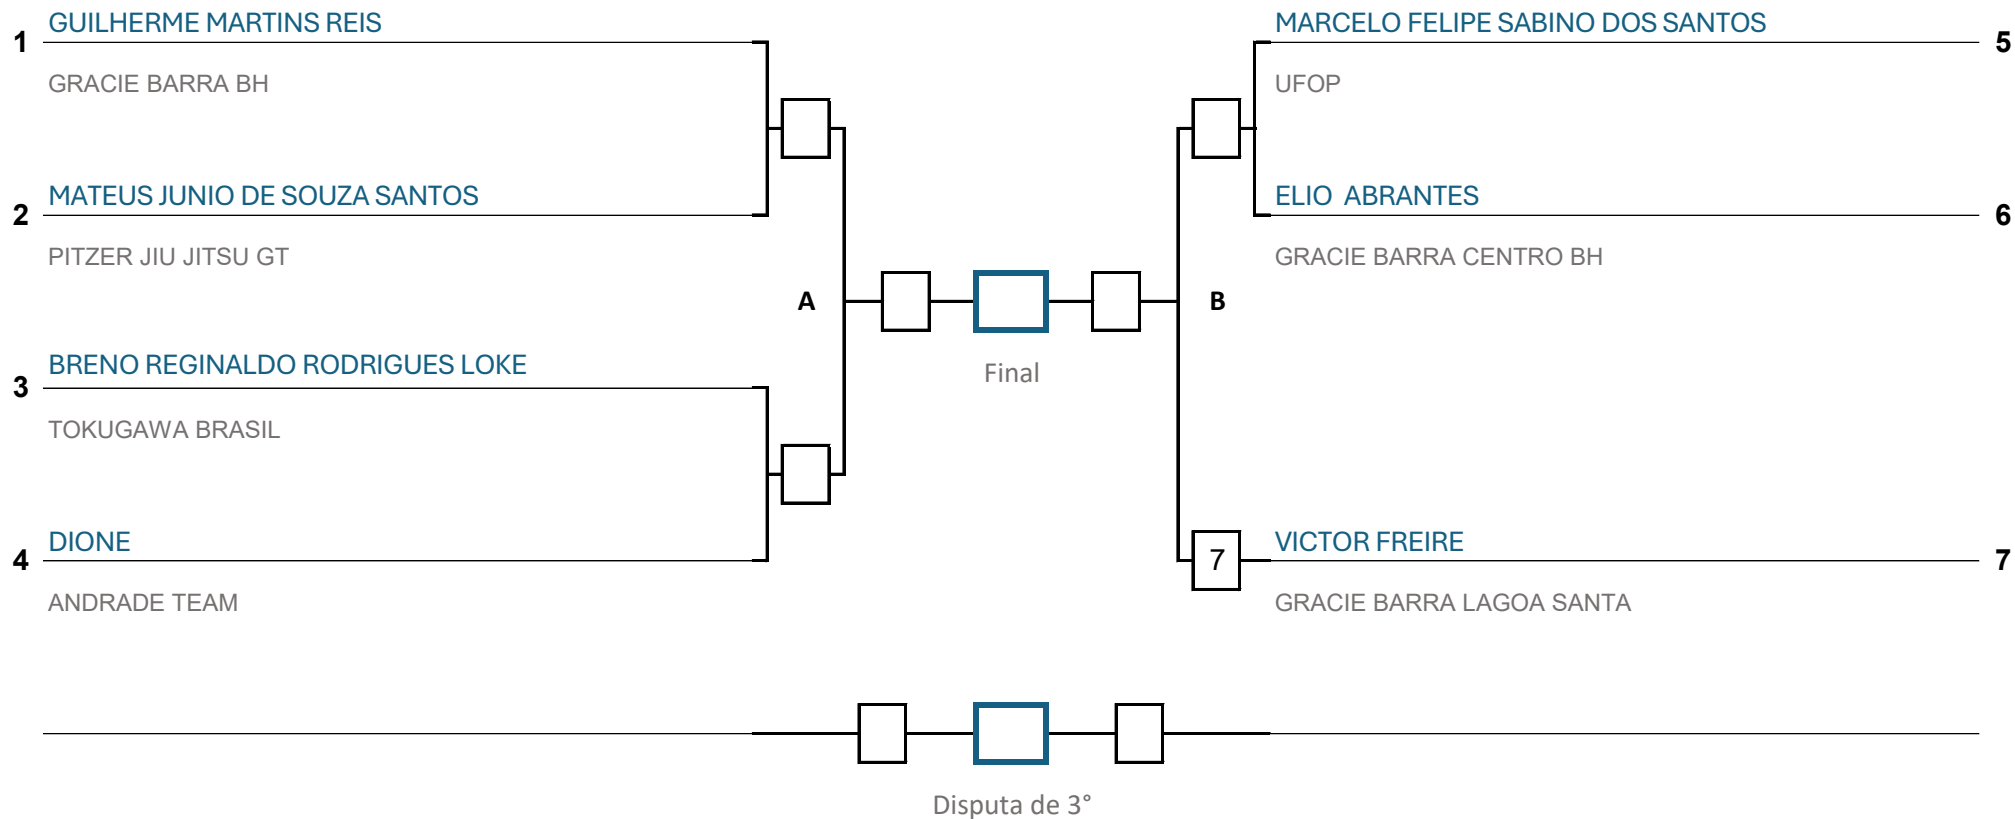 GUILHERME MARTINS REIS
1
GRACIE BARRA BH
MATEUS JUNIO DE SOUZA SANTOS
2
PITZER JIU JITSU GT
A
BRENO REGINALDO RODRIGUES LOKE
3
TOKUGAWA BRASIL
DIONE
4
ANDRADE TEAM
Final
MARCELO FELIPE SABINO DOS SANTOS
5
UFOP
ELIO  ABRANTES
6
GRACIE BARRA CENTRO BH
B
VICTOR FREIRE
7
7
GRACIE BARRA LAGOA SANTA
Disputa de 3°